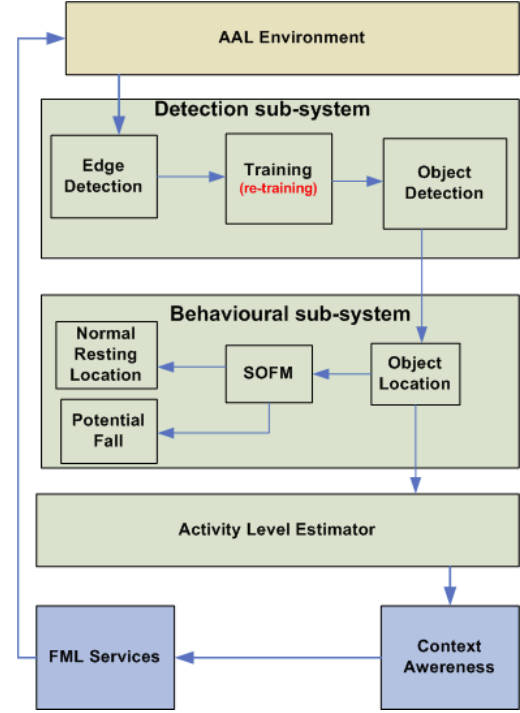 AAL Environment
Detection sub-system
Edge
Detection
Training
(re-training)
Object
Detection
Behavioural sub-system
Normal
Resting
Location
SOFM
Object
Location
Potential
Fall
Activity Level Estimator
FML Services
Context
Awereness